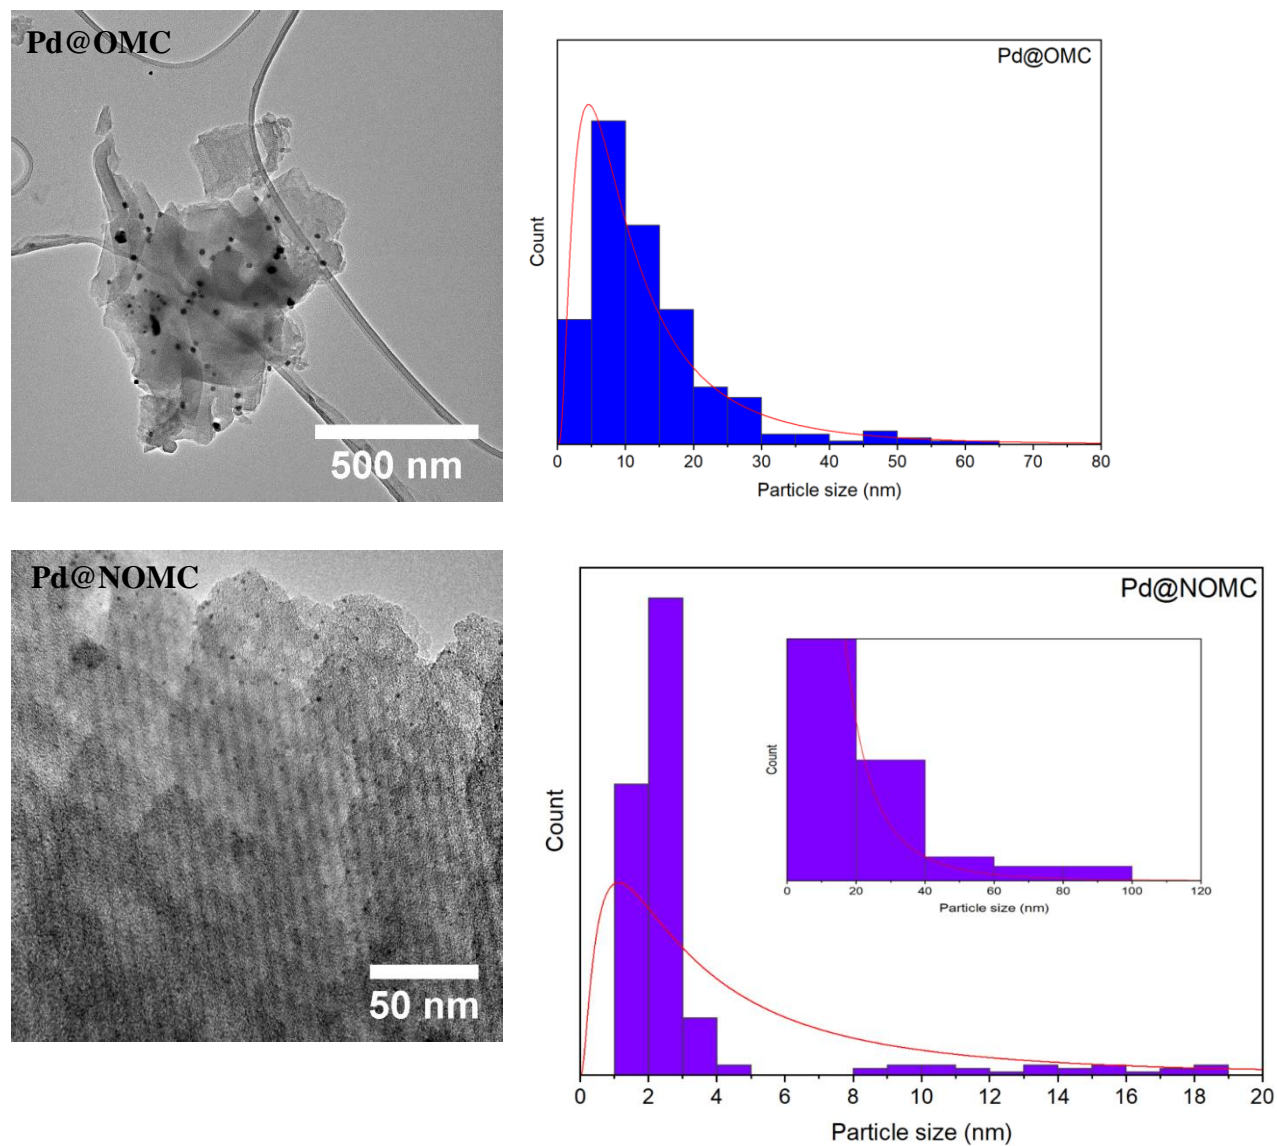 Pd@OMC
500 nm
Pd@OMC
Count
0 10 20 30 40 50 60 70 80
Particle size (nm)
Pd@NOMC
50 nm
Pd@NOMC
Count
0 20 40 60 80 100 120
Particle size (nm)
Count
0 2 4 6 8 10 12 14 16 18 20
Particle size (nm)